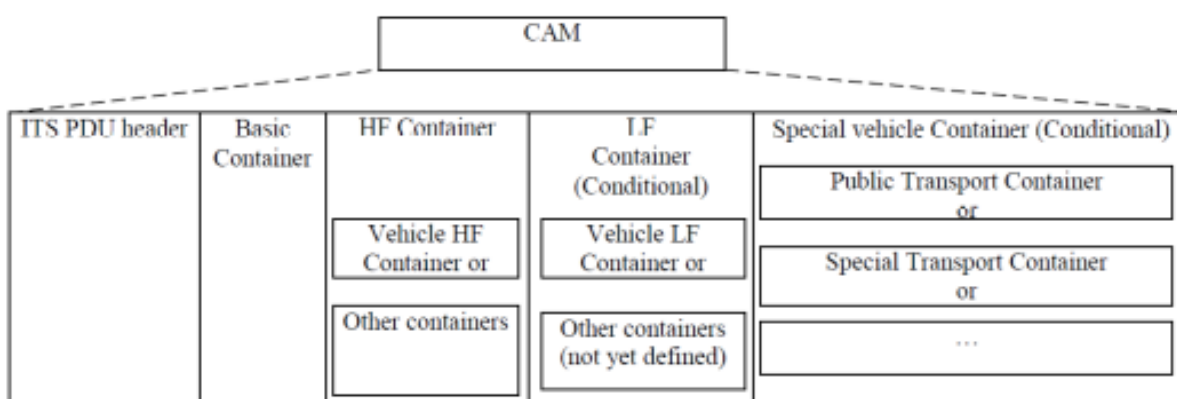 CAM
ITS PDU header
Basic
Container
HF Container
Vehicle HF
Container or
Other containers
LF
Container
(Conditional)
Vehicle LF
Container or
Other containers
(not yet defined)
Special vehicle Container (Conditional)
Public Transport Container
or
Special Transport Container
or
...